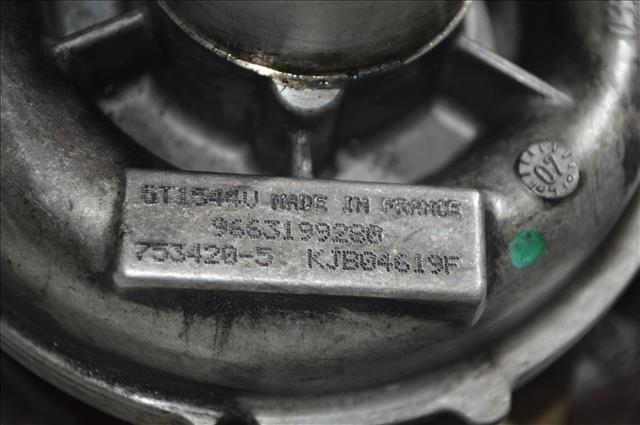 GT1544V MADE IN FRANCE
9663199280
753420-5 KJB04619F
07